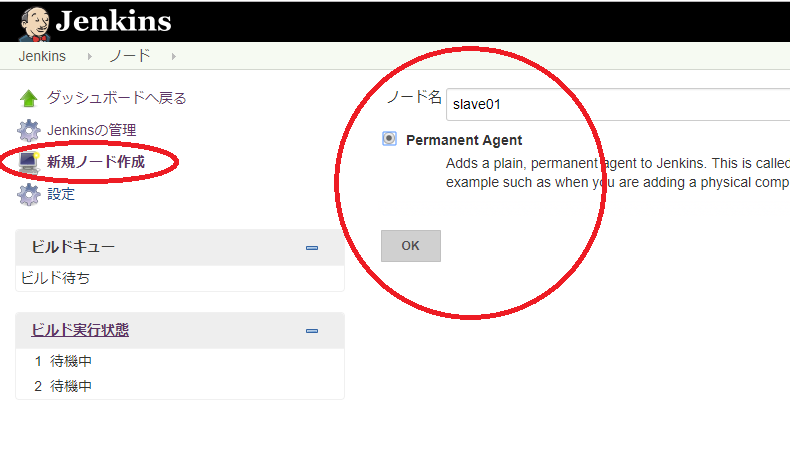 Jenkins
Jenkins ノード
ダッシュボードへ戻る
Jenkinsの管理
新規ノード作成
設定
ビルドキュー
ビルド待ち
ビルド実行状態
1 待機中
2 待機中
ノード名 slave01
Permanent Agent
Adds a plain, permanent agent to Jenkins. This is called
example such as when you are adding a physical comp
OK